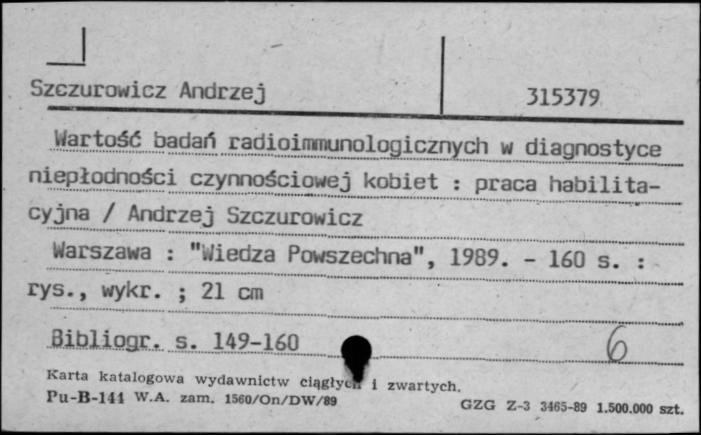 Szczurowicz Andrzej
315379
Wartość badań radioimmunologicznych w diagnostyce
niepłodności czynnościowej kobiet : praca habilita-
cyjna / Andrzej Szczurowicz
Warszawa : "Wiedza Powszechna", 1989. - 160 s. :
rys., wykr. ; 21 cm
Bibliogr. s. 149-160
6
Karta katalogowa wydawnictw ciągłych i zwartych.
Pu-B-144 W.A. zam. 1560/On/DW/89
GZG Z-3 3465-89 1.500.000 szt.